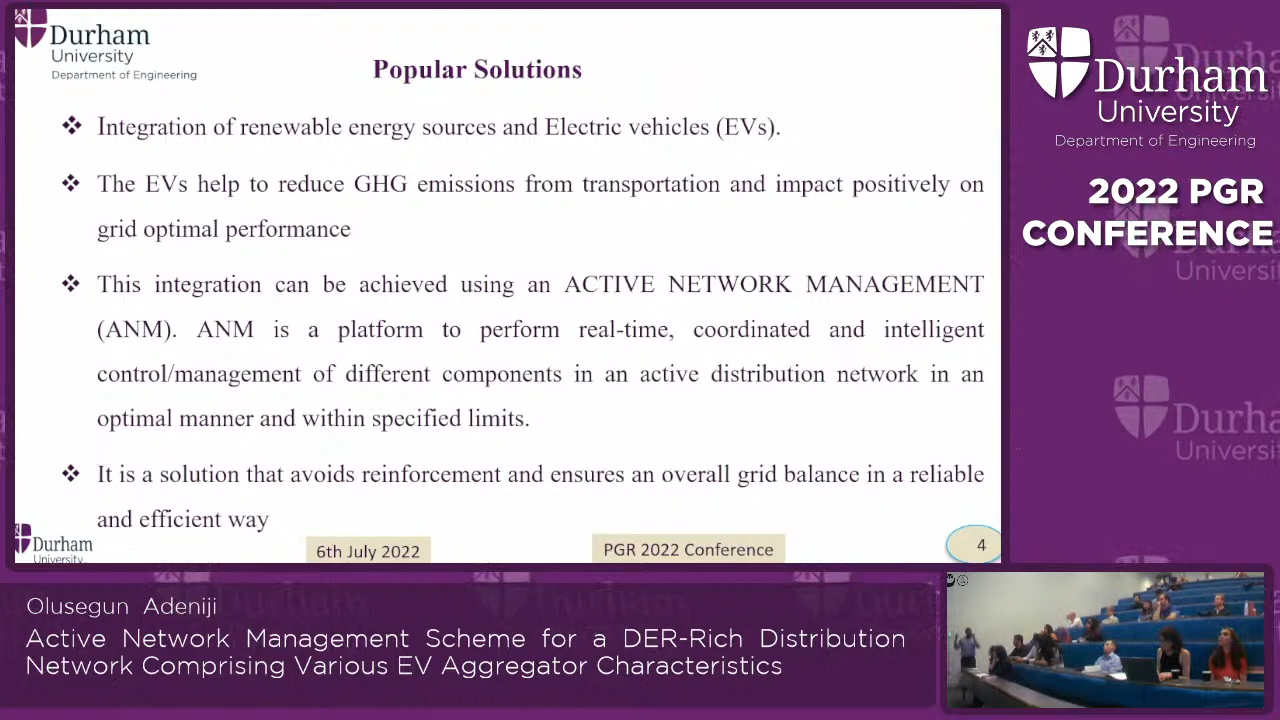 Durham
University
Department of Engineering
Popular Solutions
❖ Integration of renewable energy sources and Electric vehicles (EVs).
❖ The EVs help to reduce GHG emissions from transportation and impact positively on
grid optimal performance
❖ This integration can be achieved using an ACTIVE NETWORK MANAGEMENT
(ANM). ANM is a platform to perform real-time, coordinated and intelligent
control/management of different components in an active distribution network in an
optimal manner and within specified limits.
❖ It is a solution that avoids reinforcement and ensures an overall grid balance in a reliable
and efficient way
Durham
University
6th July 2022
PGR 2022 Conference
4
Durham
University
Department of Engineering
2022 PGR
CONFERENCE
Durham
Universi
Olusegun Adeniji
Active Network Management Scheme for a DER-Rich Distribution
Network Comprising Various EV Aggregator Characteristics